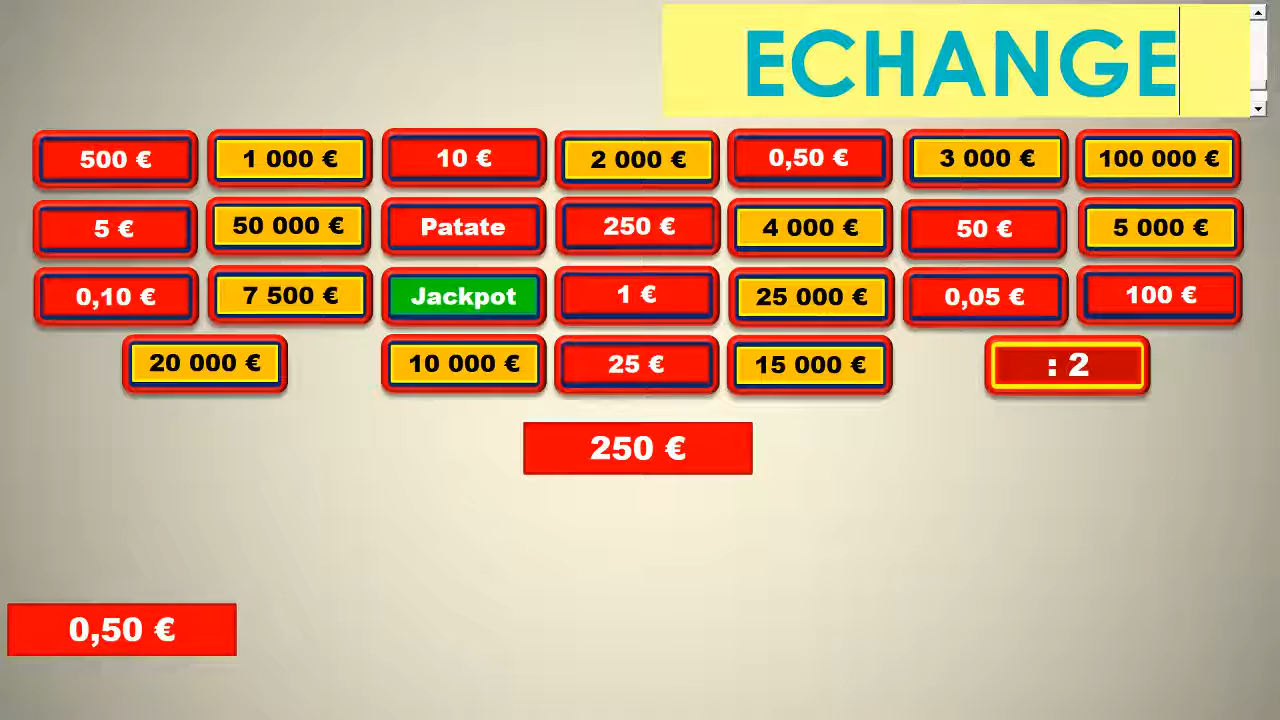 ECHANGE
500 € 1 000 € 10 € 2 000 € 0,50 € 3 000 € 100 000 €
5 € 50 000 € Patate 250 € 4 000 € 50 € 5 000 €
0,10 € 7 500 € Jackpot 1 € 25 000 € 0,05 € 100 €
20 000 € 10 000 € 25 € 15 000 € : 2
250 €
0,50 €